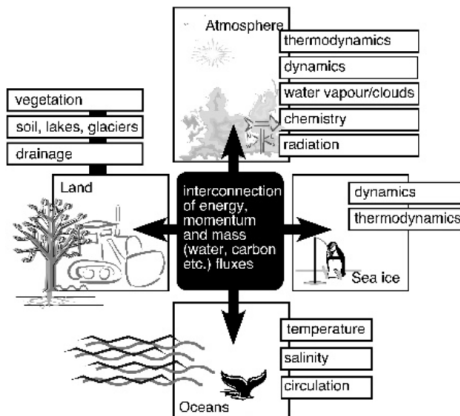 Atmosphere
thermodynamics
dynamics
water vapour/clouds
chemistry
radiation
vegetation
soil, lakes, glaciers
drainage
Land
interconnection
of energy,
momentum
and mass
(water, carbon
etc.) fluxes
dynamics
thermodynamics
Sea ice
temperature
salinity
circulation
Oceans